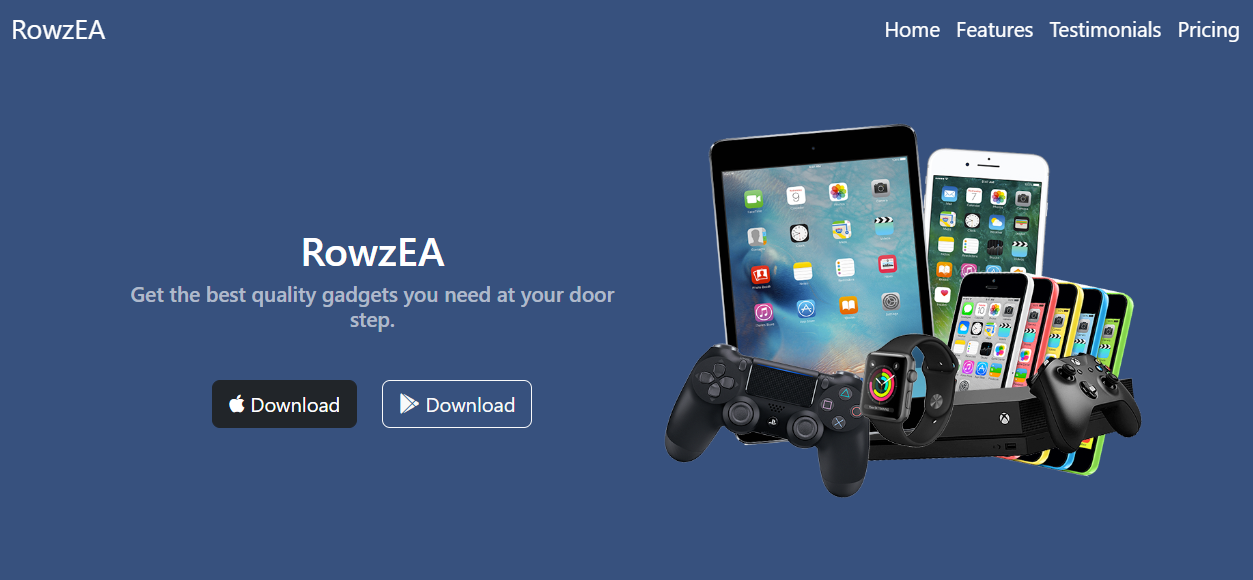 RowzEA
Home Features Testimonials Pricing
RowzEA
Get the best quality gadgets you need at your door
step.
Download
Download